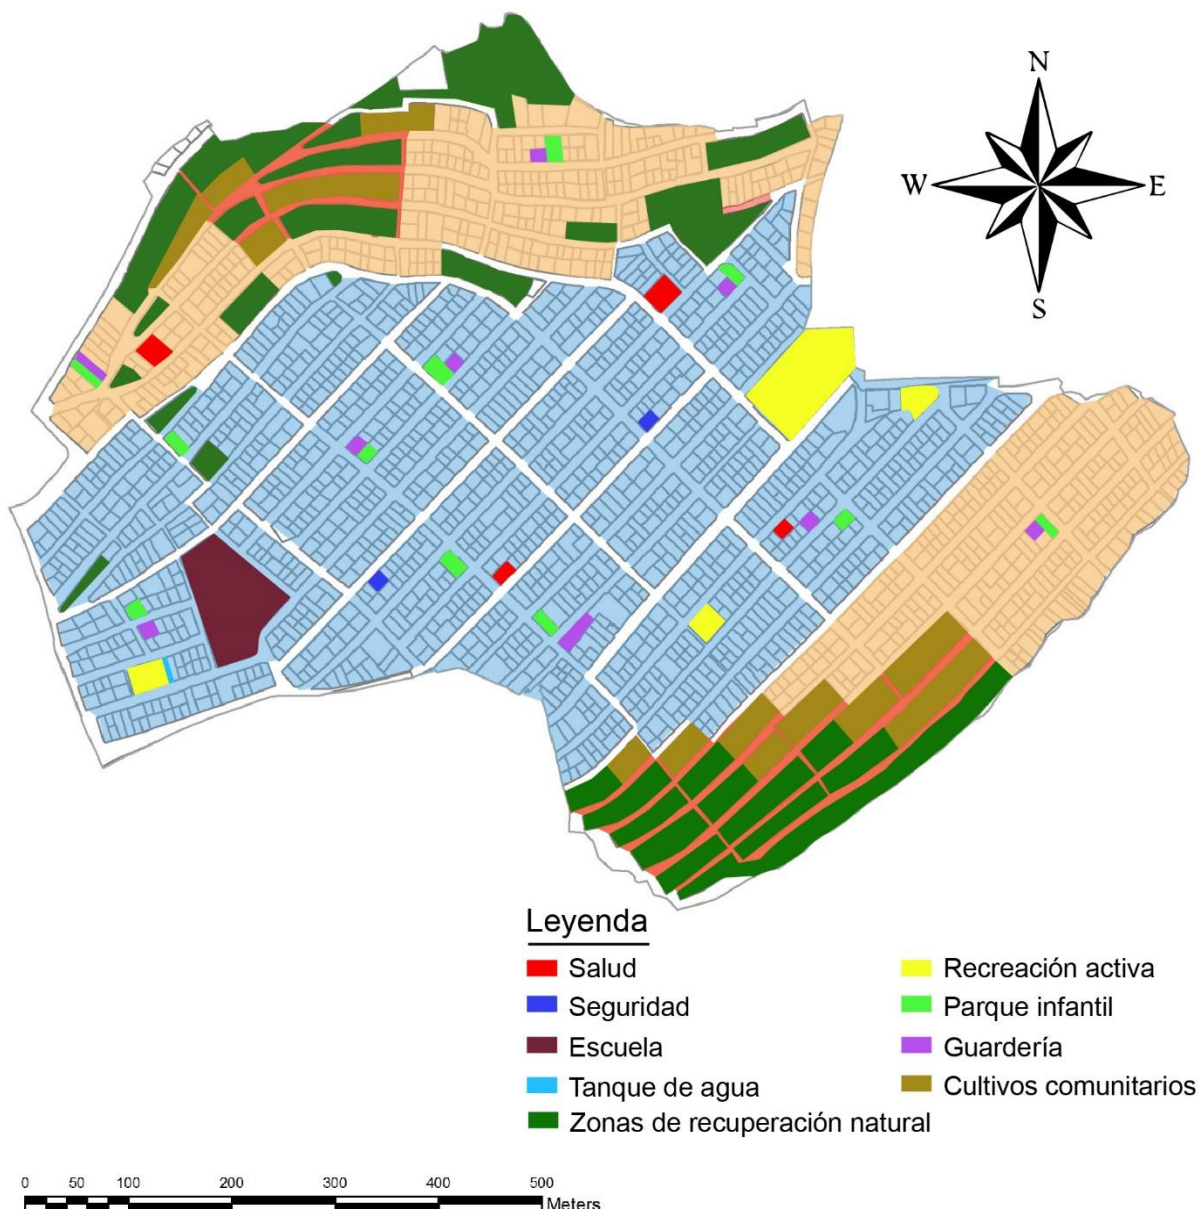 N
W E
S
Leyenda
Salud
Seguridad
Escuela
Tanque de agua
Zonas de recuperación natural
Recreación activa
Parque infantil
Guardería
Cultivos comunitarios
0 50 100 200 300 400 500
Meters